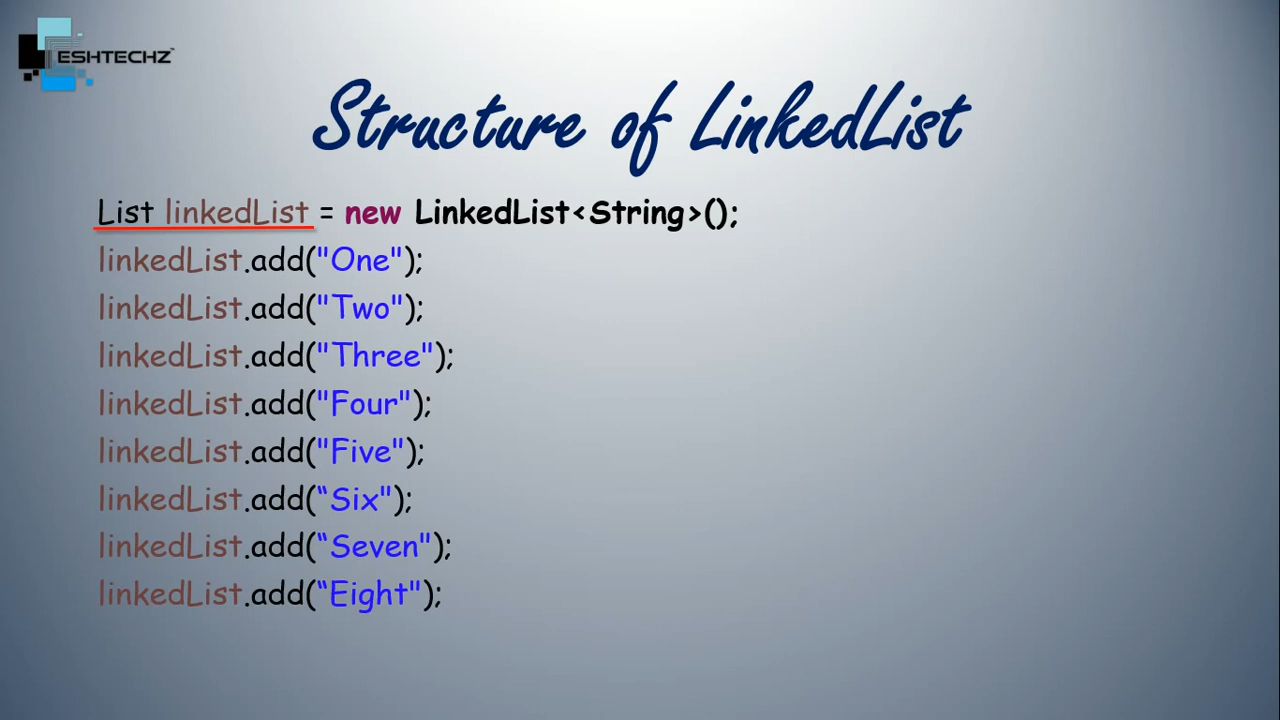 ESHTECHZ™
Structure of LinkedList
List linkedList = new LinkedList<String>();
linkedList.add("One");
linkedList.add("Two");
linkedList.add("Three");
linkedList.add("Four");
linkedList.add("Five");
linkedList.add(“Six");
linkedList.add(“Seven");
linkedList.add(“Eight");